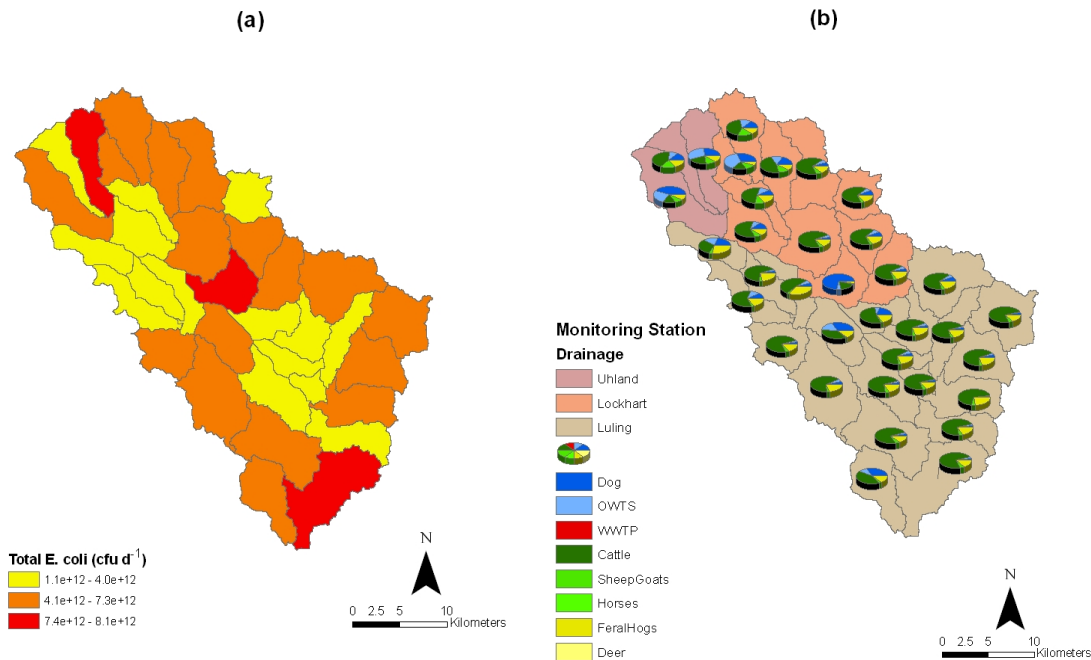 (a)
(b)
Total E. coli (cfu d⁻¹)
1.1e+12 - 4.0e+12
4.1e+12 - 7.3e+12
7.4e+12 - 8.1e+12
N
0 2.5 5 10
Kilometers
Monitoring Station
Drainage
Uhland
Lockhart
Luling
Dog
OWTS
WWTP
Cattle
SheepGoats
Horses
FeralHogs
Deer
N
0 2.5 5 10
Kilometers